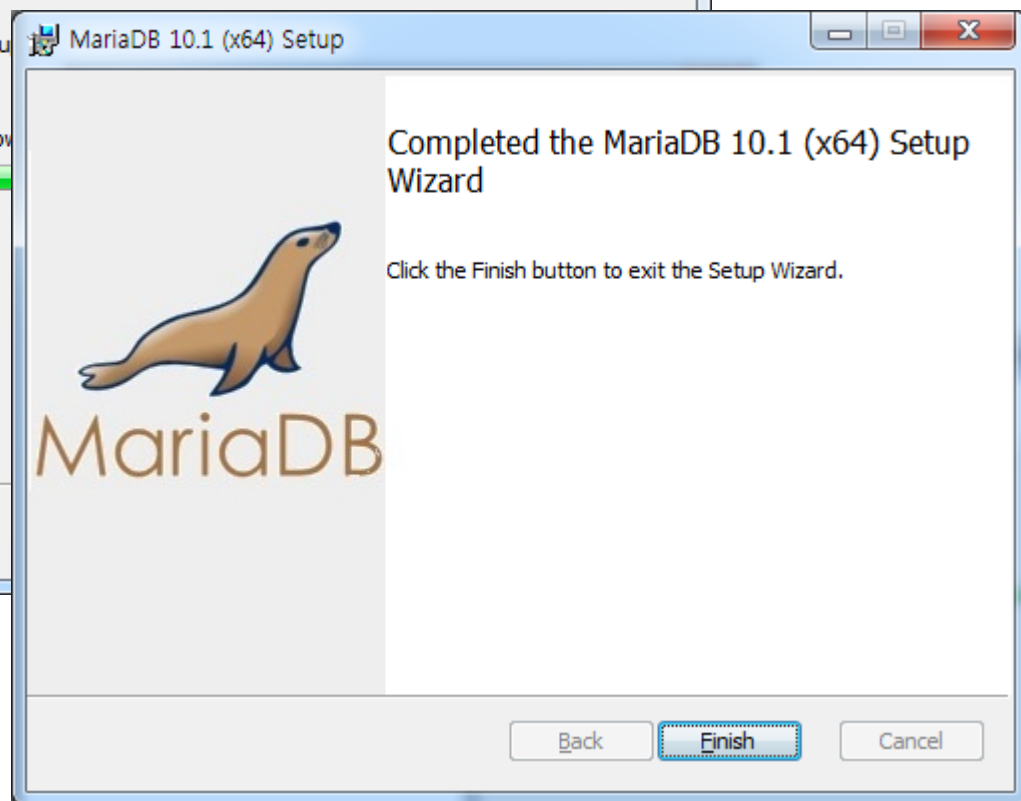 MariaDB 10.1 (x64) Setup
Completed the MariaDB 10.1 (x64) Setup
Wizard
Click the Finish button to exit the Setup Wizard.
MariaDB
Back
Finish
Cancel